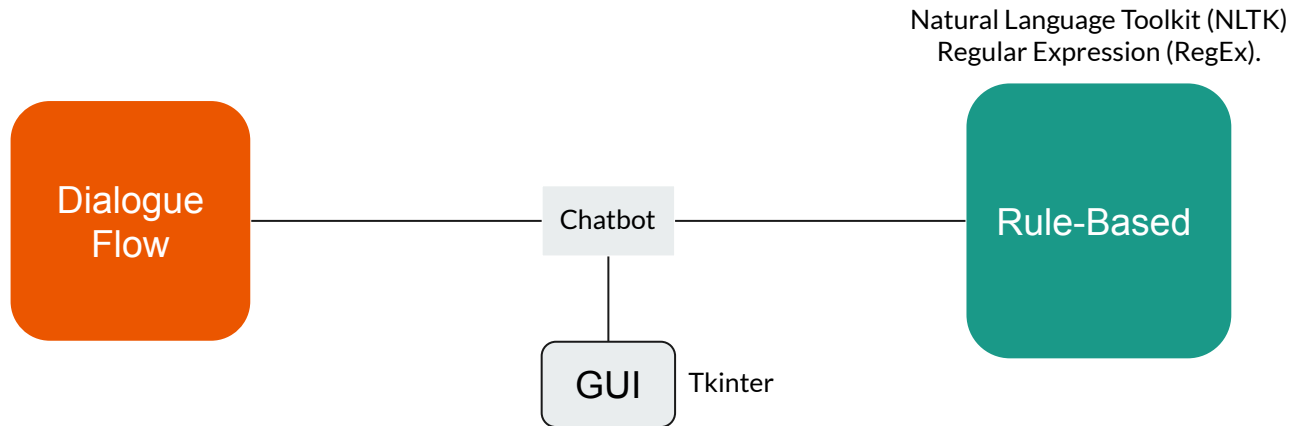 Natural Language Toolkit (NLTK)
Regular Expression (RegEx).
Dialogue
Flow
Chatbot
Rule-Based
GUI
Tkinter